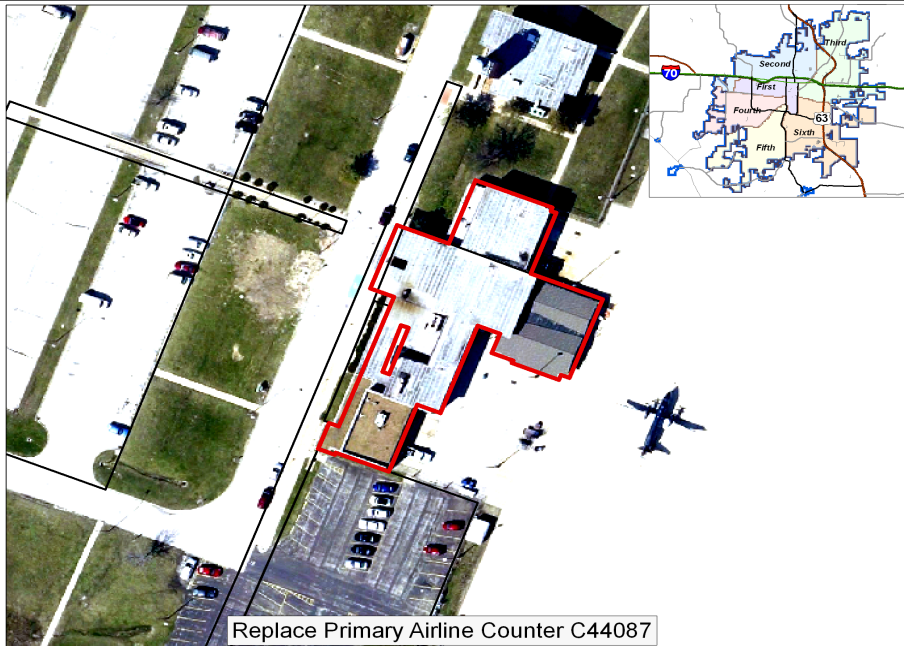 Third
Second
70
First
Fourth
63
Sixth
Fifth
Replace Primary Airline Counter C44087